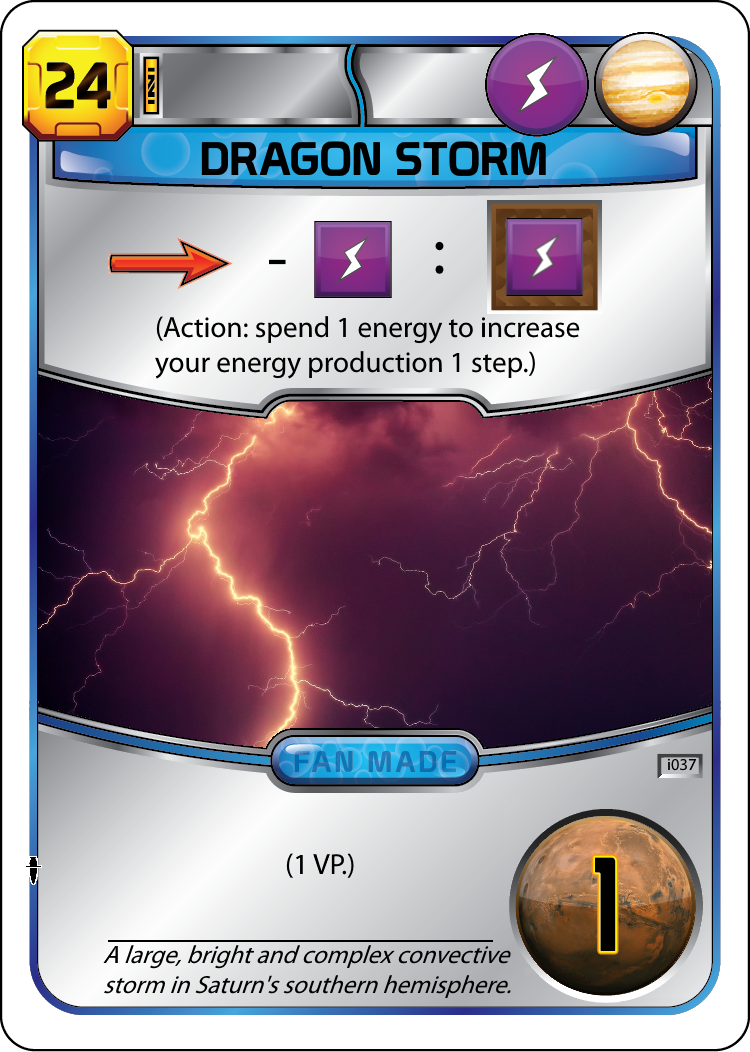 24
DRAGON STORM
- :
(Action: spend 1 energy to increase
your energy production 1 step.)
FAN MADE
i037
(1 VP.)
1
A large, bright and complex convective
storm in Saturn's southern hemisphere.